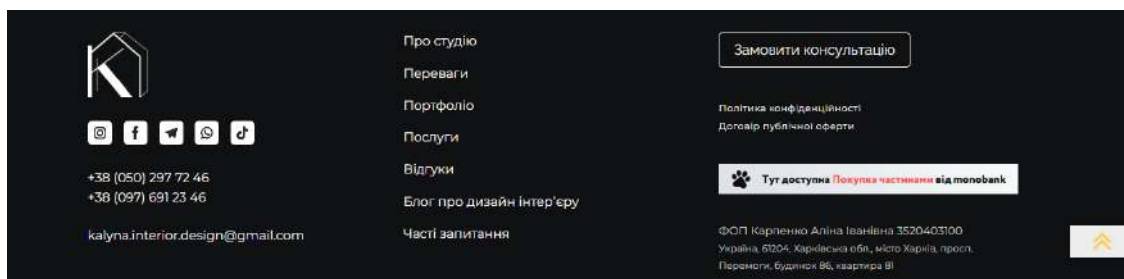 +38 (050) 297 72 46
+38 (097) 691 23 46
kalyna.interior.design@gmail.com
Про студію
Переваги
Портфоліо
Послуги
Відгуки
Блог про дизайн інтер'єру
Часті запитання
Замовити консультацію
Політика конфіденційності
Договір публічної оферти
Тут доступна Покупка частинами від monobank
ФОП Карпенко Аліна Іванівна 3520403100
Україна, 61204, Харківська обл., місто Харків, просп.
Перемоги, будинок 86, квартира 81